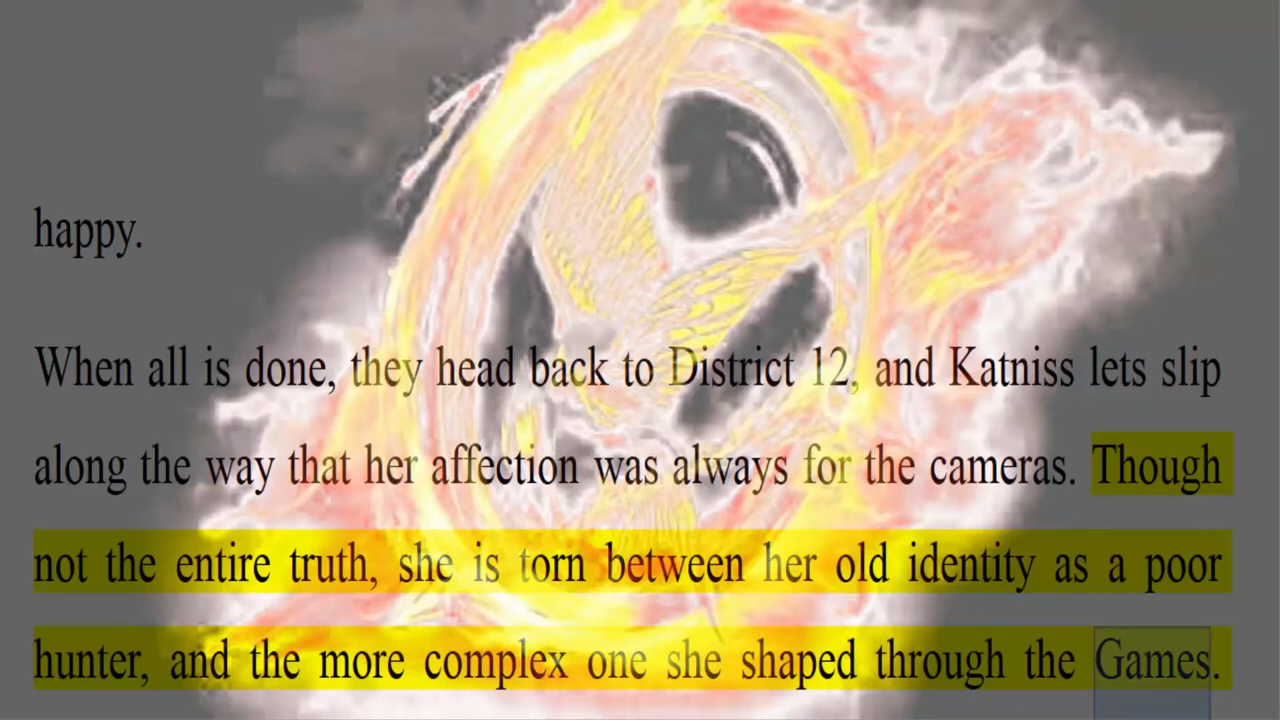 happy.
When all is done, they head back to District 12, and Katniss lets slip
along the way that her affection was always for the cameras. Though
not the entire truth, she is torn between her old identity as a poor
hunter, and the more complex one she shaped through the Games.